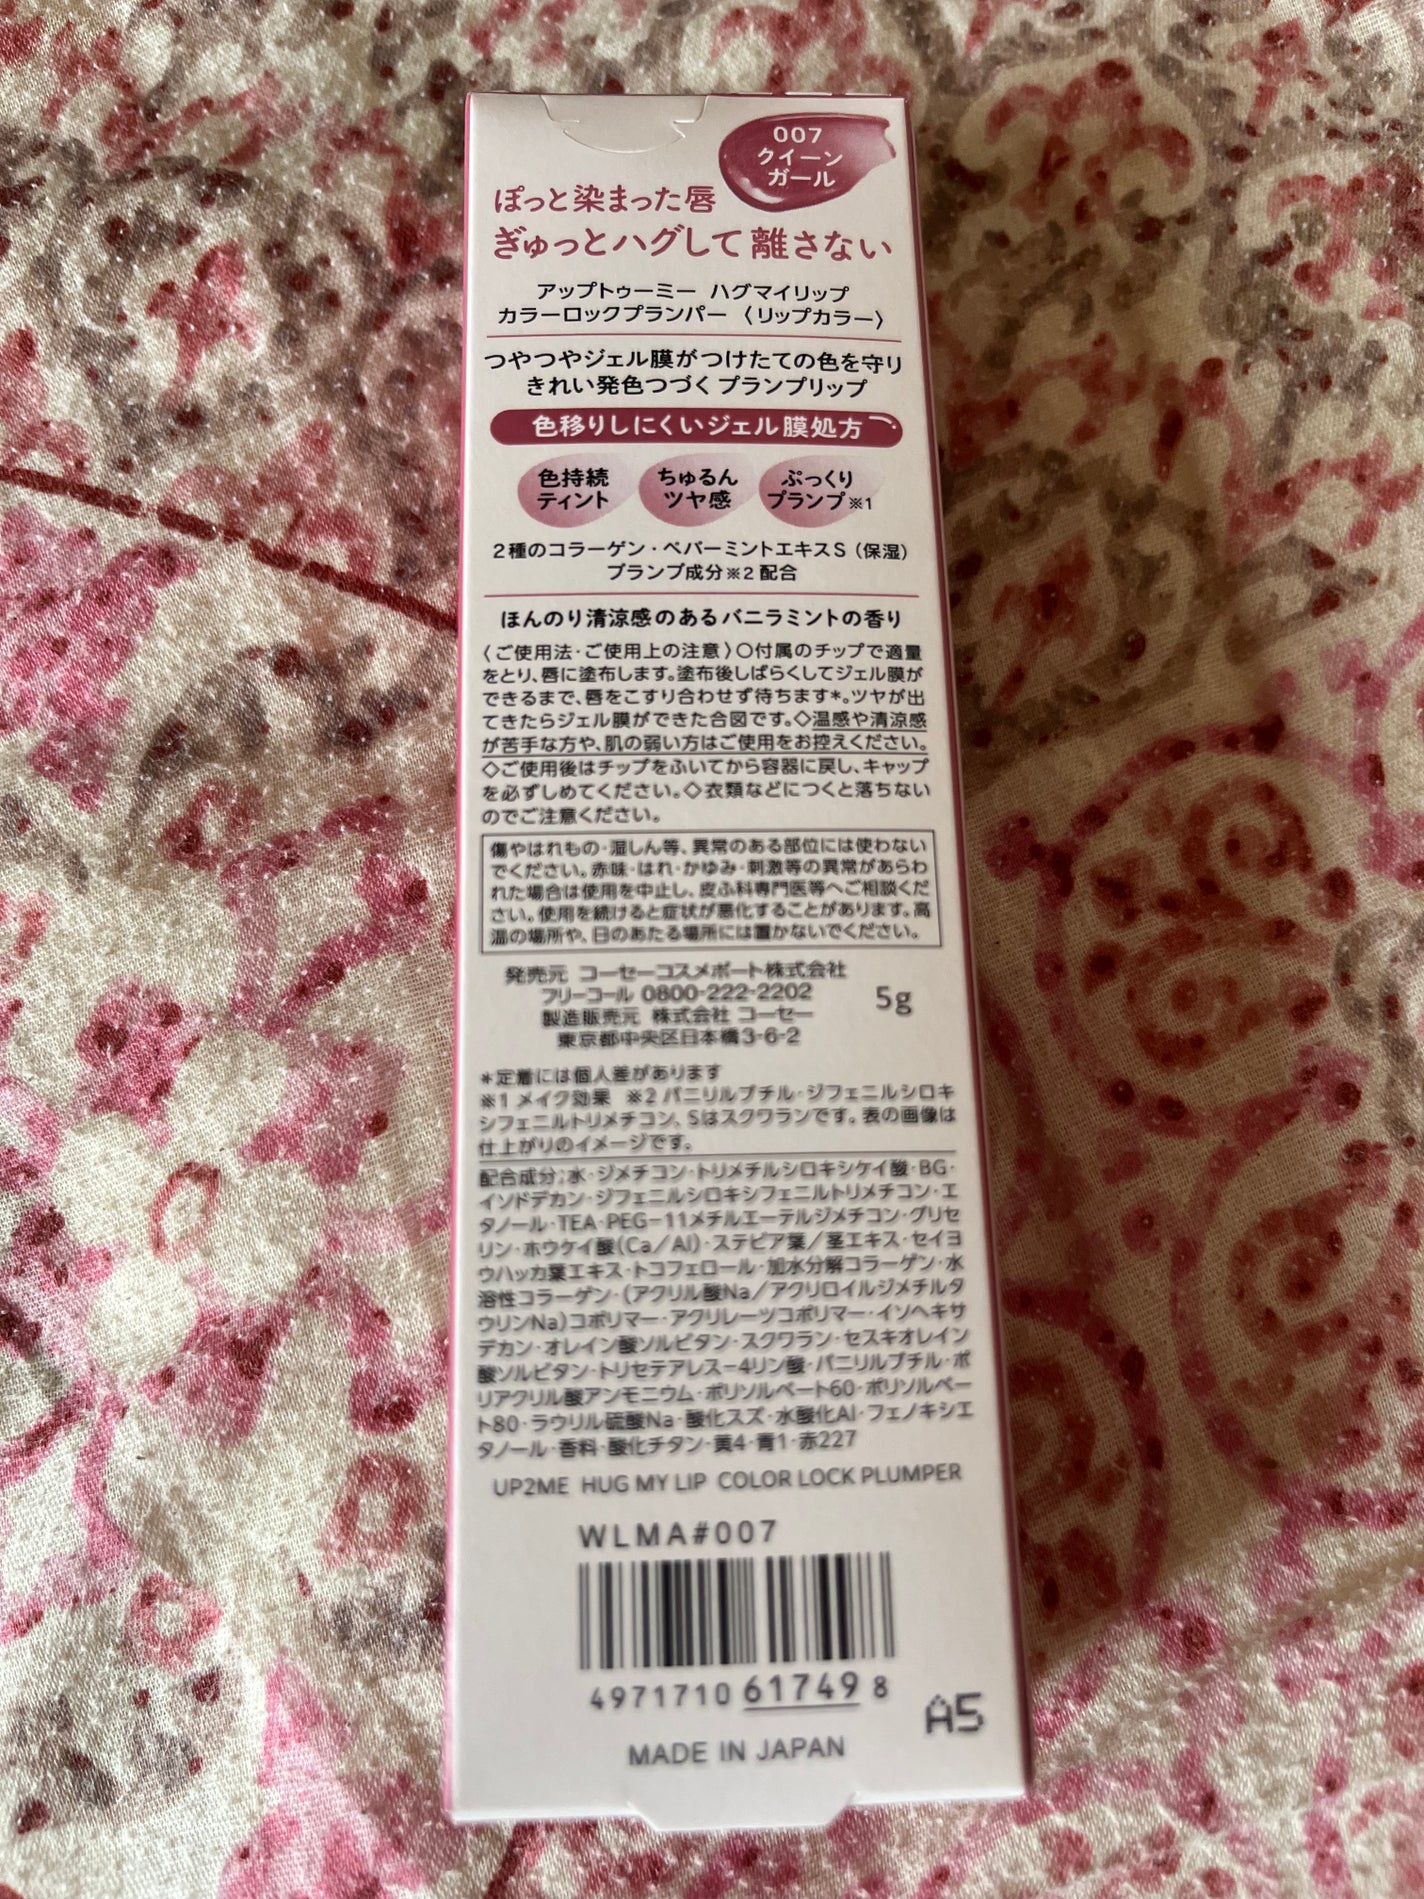 007
クイーン
ガール
ぽっと染まった唇
ぎゅっとハグして離さない
アップトゥーミー ハグマイリップ
カラーロックプランパー 〈リップカラー〉
つやつやジェル膜がつけたての色を守り
きれい発色つづくプランプリップ
色移りしにくいジェル膜処方
色持続
ティント
ちゅるん
ツヤ感
ぷっくり
プランプ※1
2種のコラーゲン・ペパーミントエキスS（保湿）
プランプ成分※2配合
ほんのり清涼感のあるバニラミントの香り
〈ご使用法・ご使用上の注意〉○付属のチップで適量
をとり、唇に塗布します。塗布後しばらくしてジェル膜が
できるまで、唇をこすり合わせず待ちます*。ツヤが出
てきたらジェル膜ができた合図です。◇温感や清涼感
が苦手な方や、肌の弱い方はご使用をお控えください。
◇ご使用後はチップをふいてから容器に戻し、キャップ
を必ずしめてください。◇衣類などにつくと落ちない
のでご注意ください。
傷やはれもの・湿しん等、異常のある部位には使わない
でください。赤味・はれ・かゆみ・刺激等の異常があらわ
れた場合は使用を中止し、皮ふ科専門医等へご相談くだ
さい。使用を続けると症状が悪化することがあります。高
温の場所や、日のあたる場所には置かないでください。
発売元 コーセーコスメポート株式会社
フリーコール 0800-222-2202
製造販売元 株式会社 コーセー
東京都中央区日本橋3-6-2
5g
*定着には個人差があります
※1 メイク効果 ※2 バニリルブチル・ジフェニルシロキ
シフェニルトリメチコン、Sはスクワランです。表の画像は
仕上がりのイメージです。
配合成分；水・ジメチコン・トリメチルシロキシケイ酸・BG・
イソドデカン・ジフェニルシロキシフェニルトリメチコン・エ
タノール・TEA・PEG-11メチルエーテルジメチコン・グリセ
リン・ホウケイ酸(Ca/Al)・ステビア葉/茎エキス・セイヨ
ウハッカ葉エキス・トコフェロール・加水分解コラーゲン・水
溶性コラーゲン・(アクリル酸Na/アクリロイルジメチルタ
ウリンNa)コポリマー・アクリレーツコポリマー・イソヘキサ
デカン・オレイン酸ソルビタン・スクワラン・セスキオレイン
酸ソルビタン・トリセテアレス-4リン酸・バニリルブチル・ポ
リアクリル酸アンモニウム・ポリソルベート60・ポリソルベー
ト80・ラウリル硫酸Na・酸化スズ・水酸化Al・フェノキシエ
タノール・香料・酸化チタン・黄4・青1・赤227
UP2ME HUG MY LIP COLOR LOCK PLUMPER
WLMA#007
4971710 61749 8
A5
MADE IN JAPAN